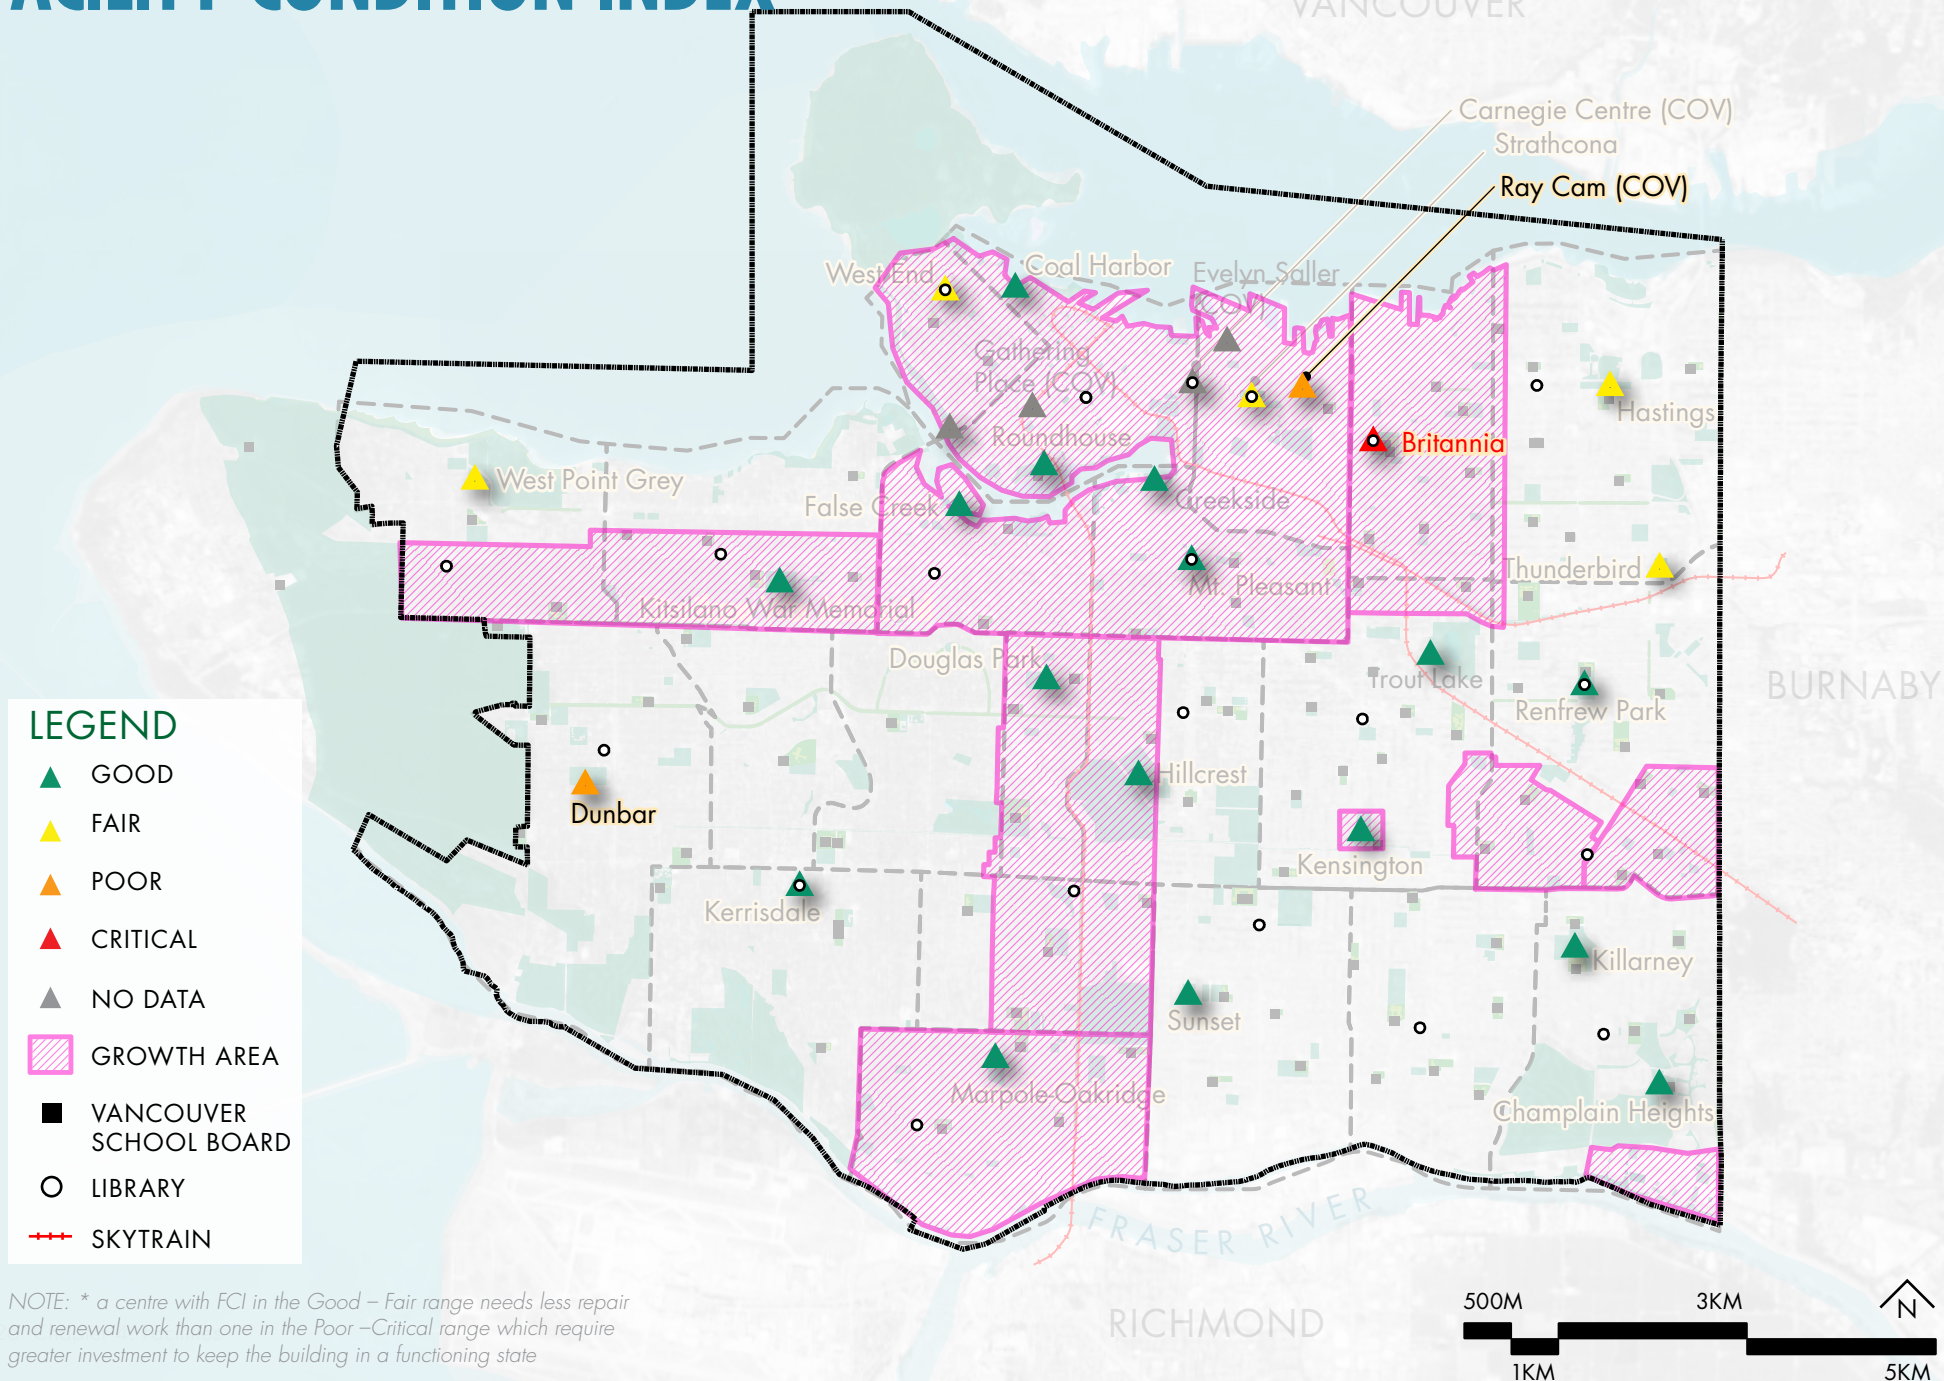 ACILITY CONDITION INDEX
VANCOUVER
Carnegie Centre (COV)
Strathcona
Ray Cam (COV)
West End
Coal Harbor
Evelyn Saller
(COV)
Gathering
Place (COV)
Hastings
Roundhouse
Britannia
West Point Grey
False Creek
Creekside
Thunderbird
Mt. Pleasant
Kitsilano War Memorial
Douglas Park
Trout Lake
BURNABY
Renfrew Park
Hillcrest
Dunbar
Kensington
Kerrisdale
Killarney
Sunset
Marpole-Oakridge
Champlain Heights
FRASER RIVER
RICHMOND
LEGEND
GOOD
FAIR
POOR
CRITICAL
NO DATA
GROWTH AREA
VANCOUVER
SCHOOL BOARD
LIBRARY
SKYTRAIN
NOTE: * a centre with FCI in the Good – Fair range needs less repair
and renewal work than one in the Poor –Critical range which require
greater investment to keep the building in a functioning state
500M
3KM
N
1KM
5KM